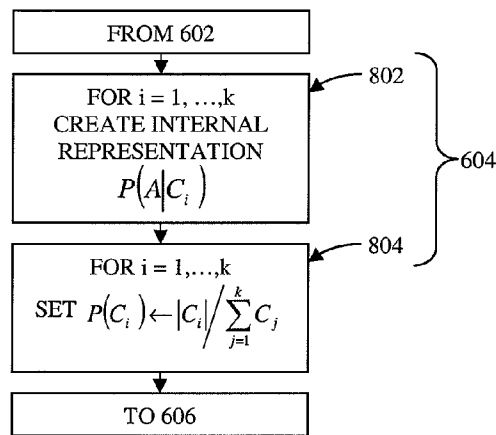 FROM 602
FOR i = 1, …,k
CREATE INTERNAL
REPRESENTATION
P(A|C_i)
802
604
804
FOR i = 1,…,k
SET P(C_i) ← |C_i| / \sum_{j=1}^{k} C_j
TO 606